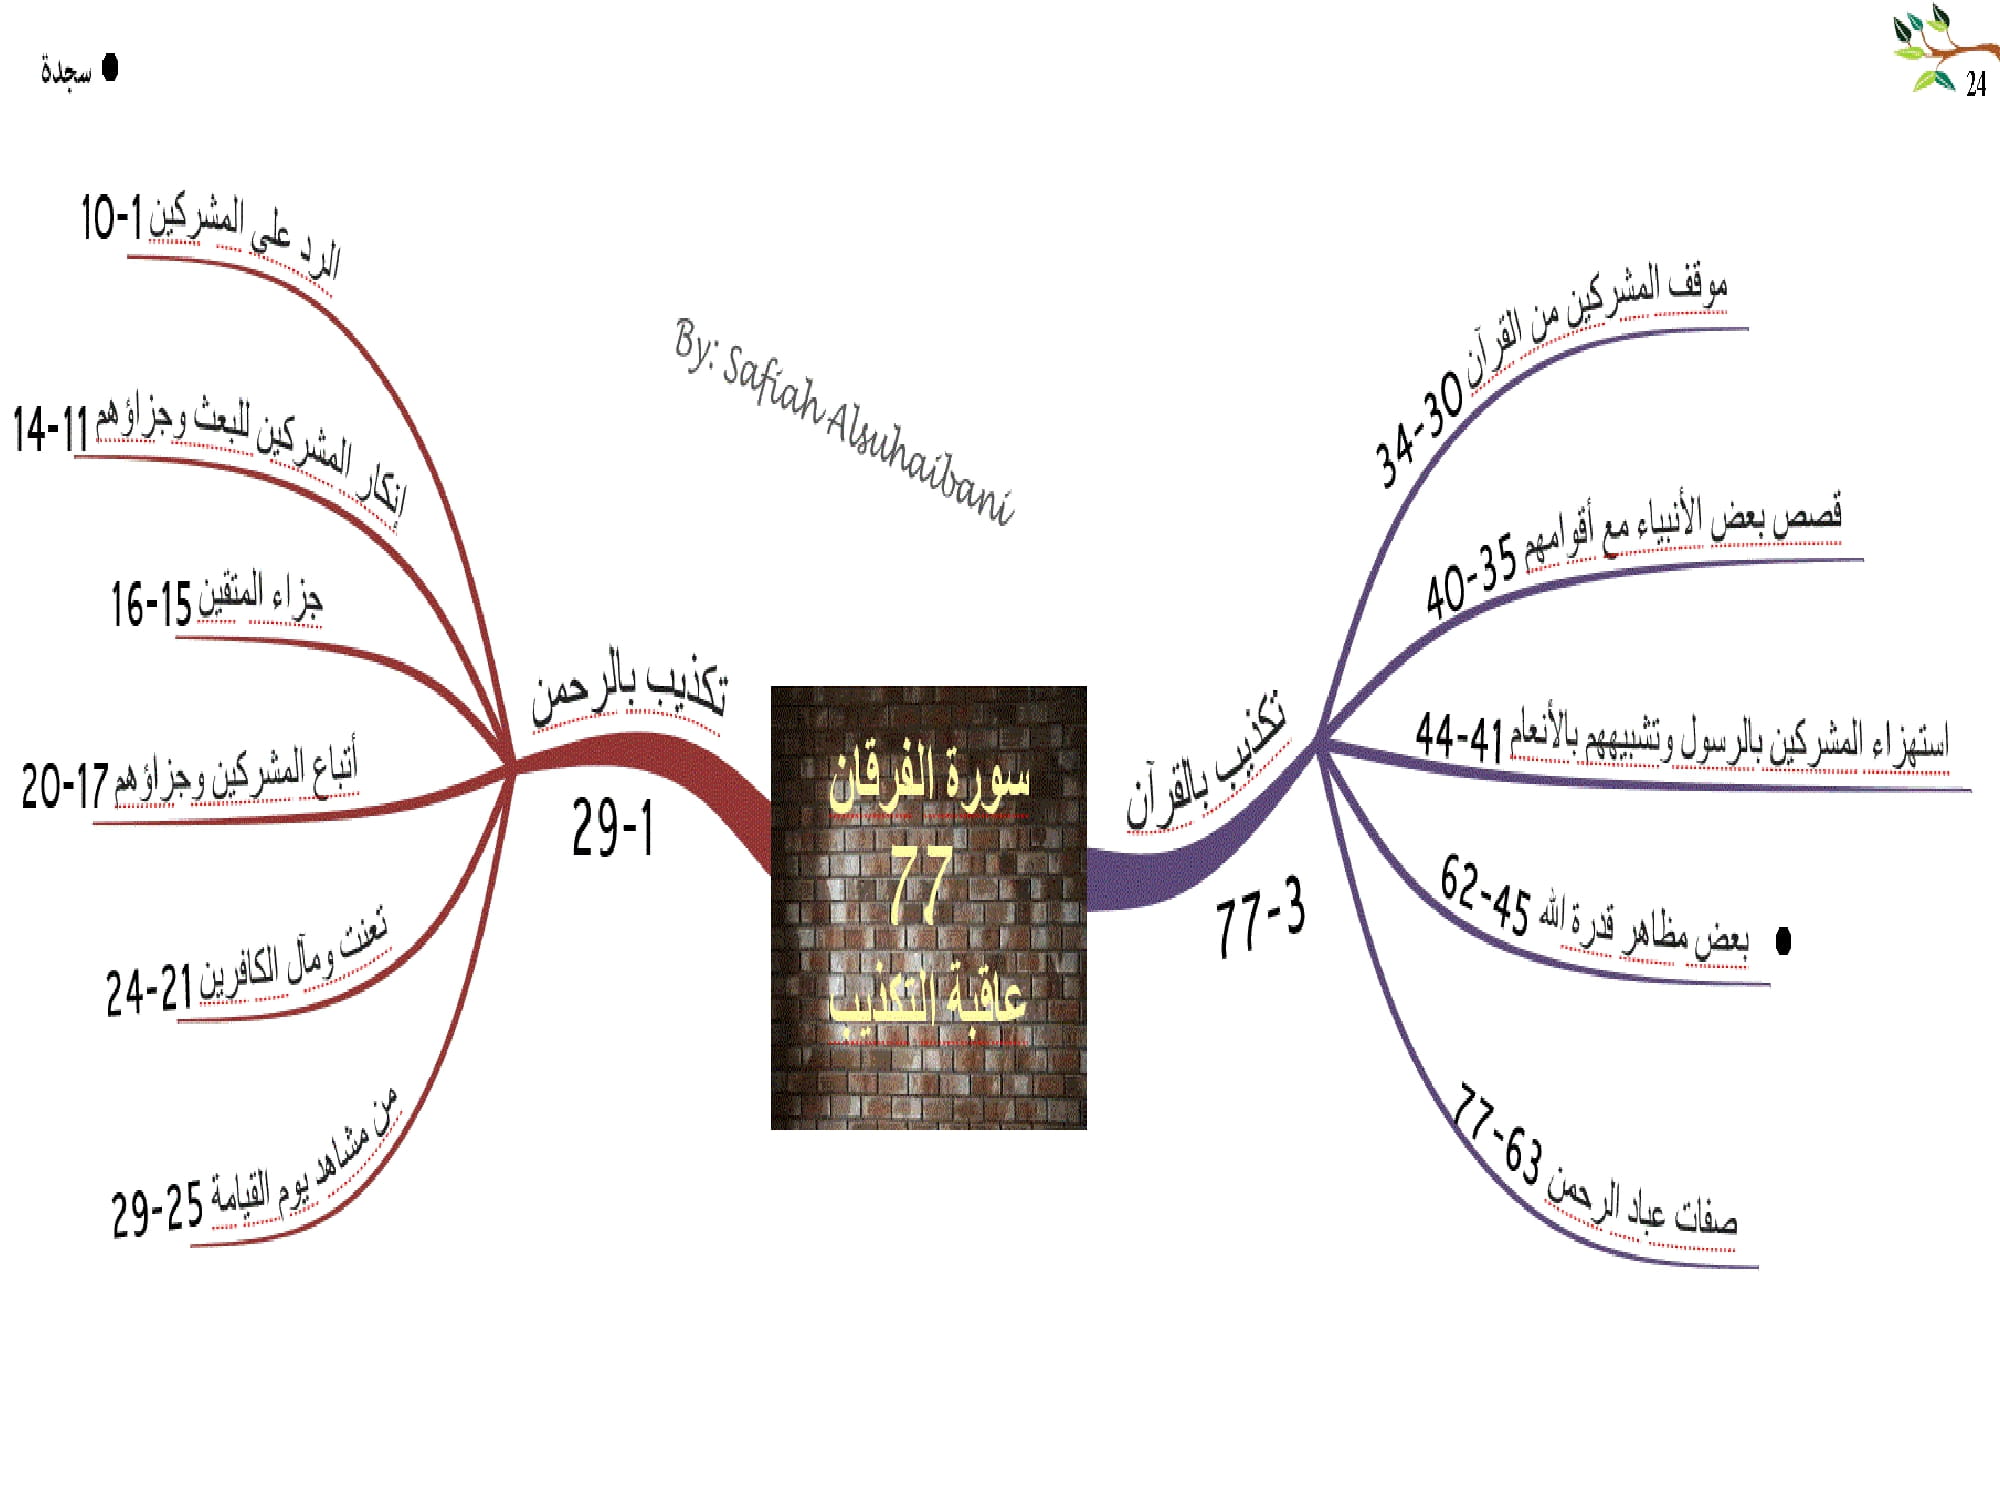 24
● سجدة
سورة الفرقان
77
عاقبة التكذيب
By: Safiah Alsuhaibani
تكذيب بالقرآن
77-3
موقف المشركين من القرآن 34-30
قصص بعض الأنبياء مع أقوامهم 40-35
استهزاء المشركين بالرسول وتشبيههم بالأنعام 44-41
● بعض مظاهر قدرة الله 62-45
صفات عباد الرحمن 77-63
تكذيب بالرحمن
29-1
الرد على المشركين 10-1
إنكار المشركين للبعث وجزاؤهم 14-11
جزاء المتقين 16-15
أتباع المشركين وجزاؤهم 20-17
تعنت ومآل الكافرين 24-21
من مشاهد يوم القيامة 29-25